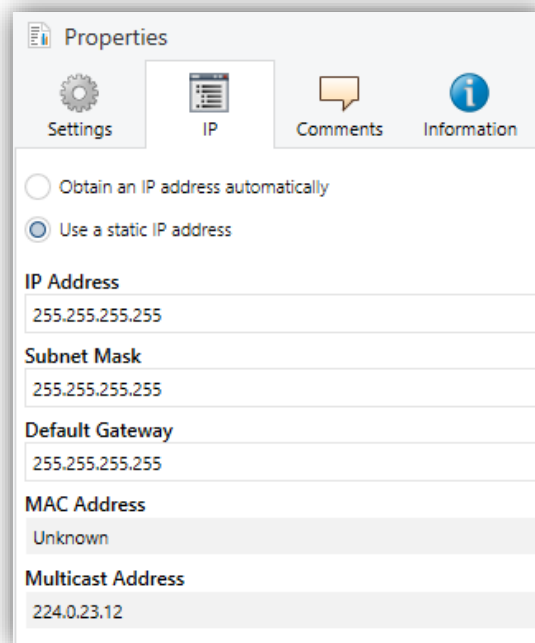 Properties
Settings IP Comments Information
Obtain an IP address automatically
Use a static IP address
IP Address
255.255.255.255
Subnet Mask
255.255.255.255
Default Gateway
255.255.255.255
MAC Address
Unknown
Multicast Address
224.0.23.12